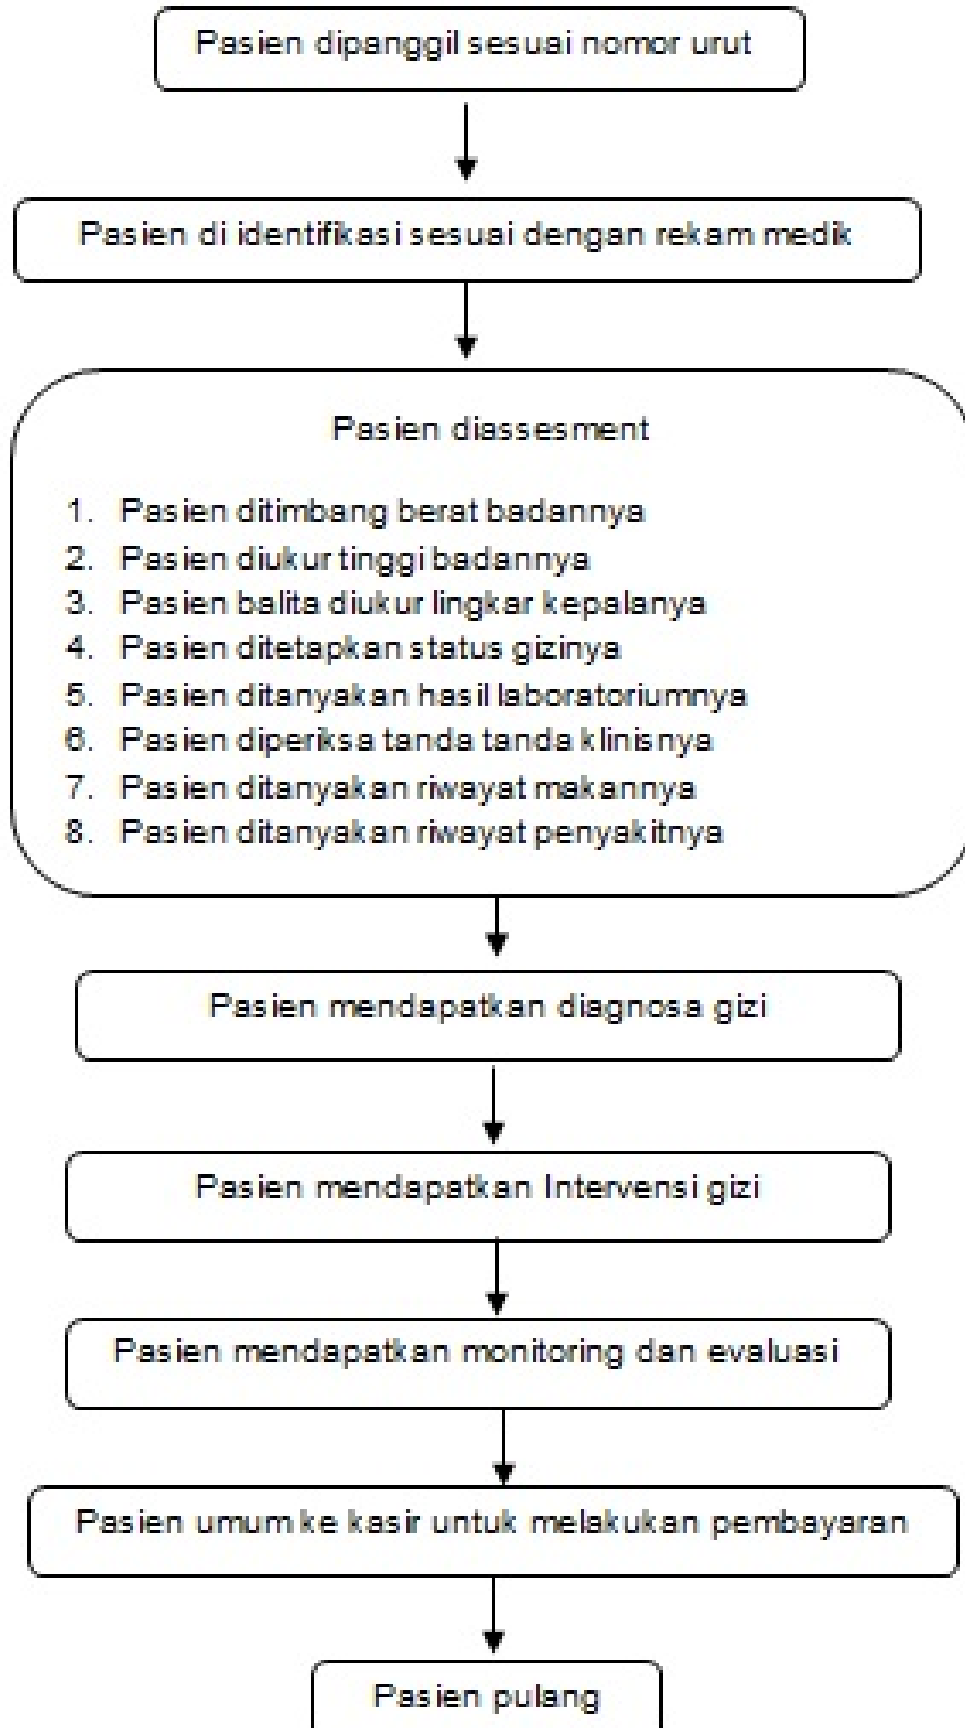 Pasien dipanggil sesuai nomor urut
Pasien di identifikasi sesuai dengan rekam medik
Pasien diassesment
1. Pasien ditimbang berat badannya
2. Pasien diukur tinggi badannya
3. Pasien balita diukur lingkar kepalanya
4. Pasien ditetapkan status gizinya
5. Pasien ditanyakan hasil laboratoriumnya
6. Pasien diperiksa tanda tanda klinisnya
7. Pasien ditanyakan riwayat makannya
8. Pasien ditanyakan riwayat penyakitnya
Pasien mendapatkan diagnosa gizi
Pasien mendapatkan Intervensi gizi
Pasien mendapatkan monitoring dan evaluasi
Pasien umum ke kasir untuk melakukan pembayaran
Pasien pulang